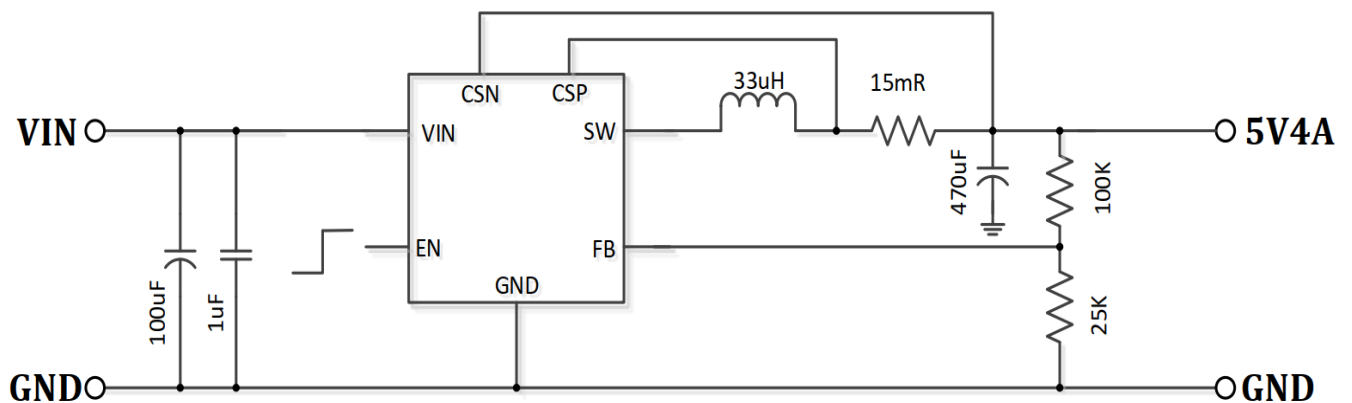 CSN
CSP
33uH
15mR
VIN
VIN
SW
5V4A
470uF
100K
EN
FB
GND
100uF
1uF
25K
GND
GND